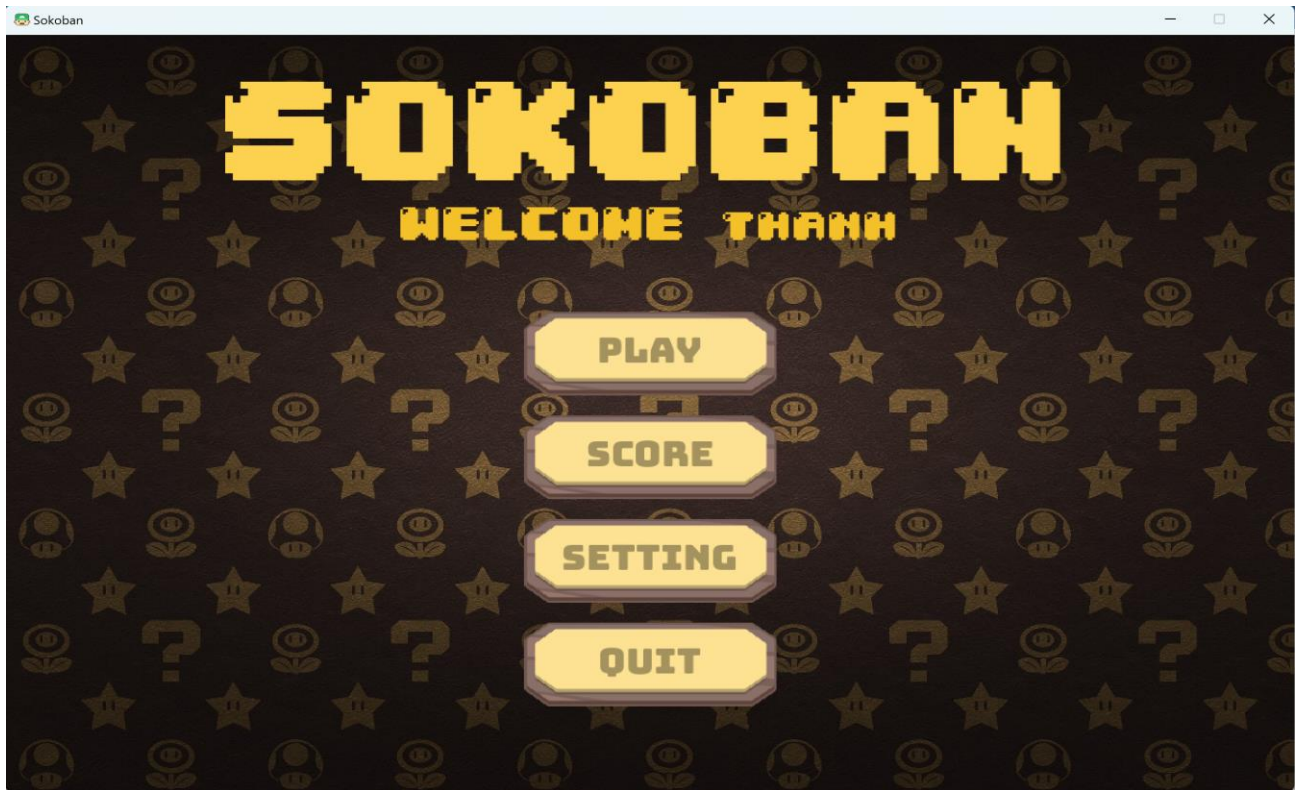 Sokoban
SOKOBAN
WELCOME THANH
PLAY
SCORE
SETTING
QUIT